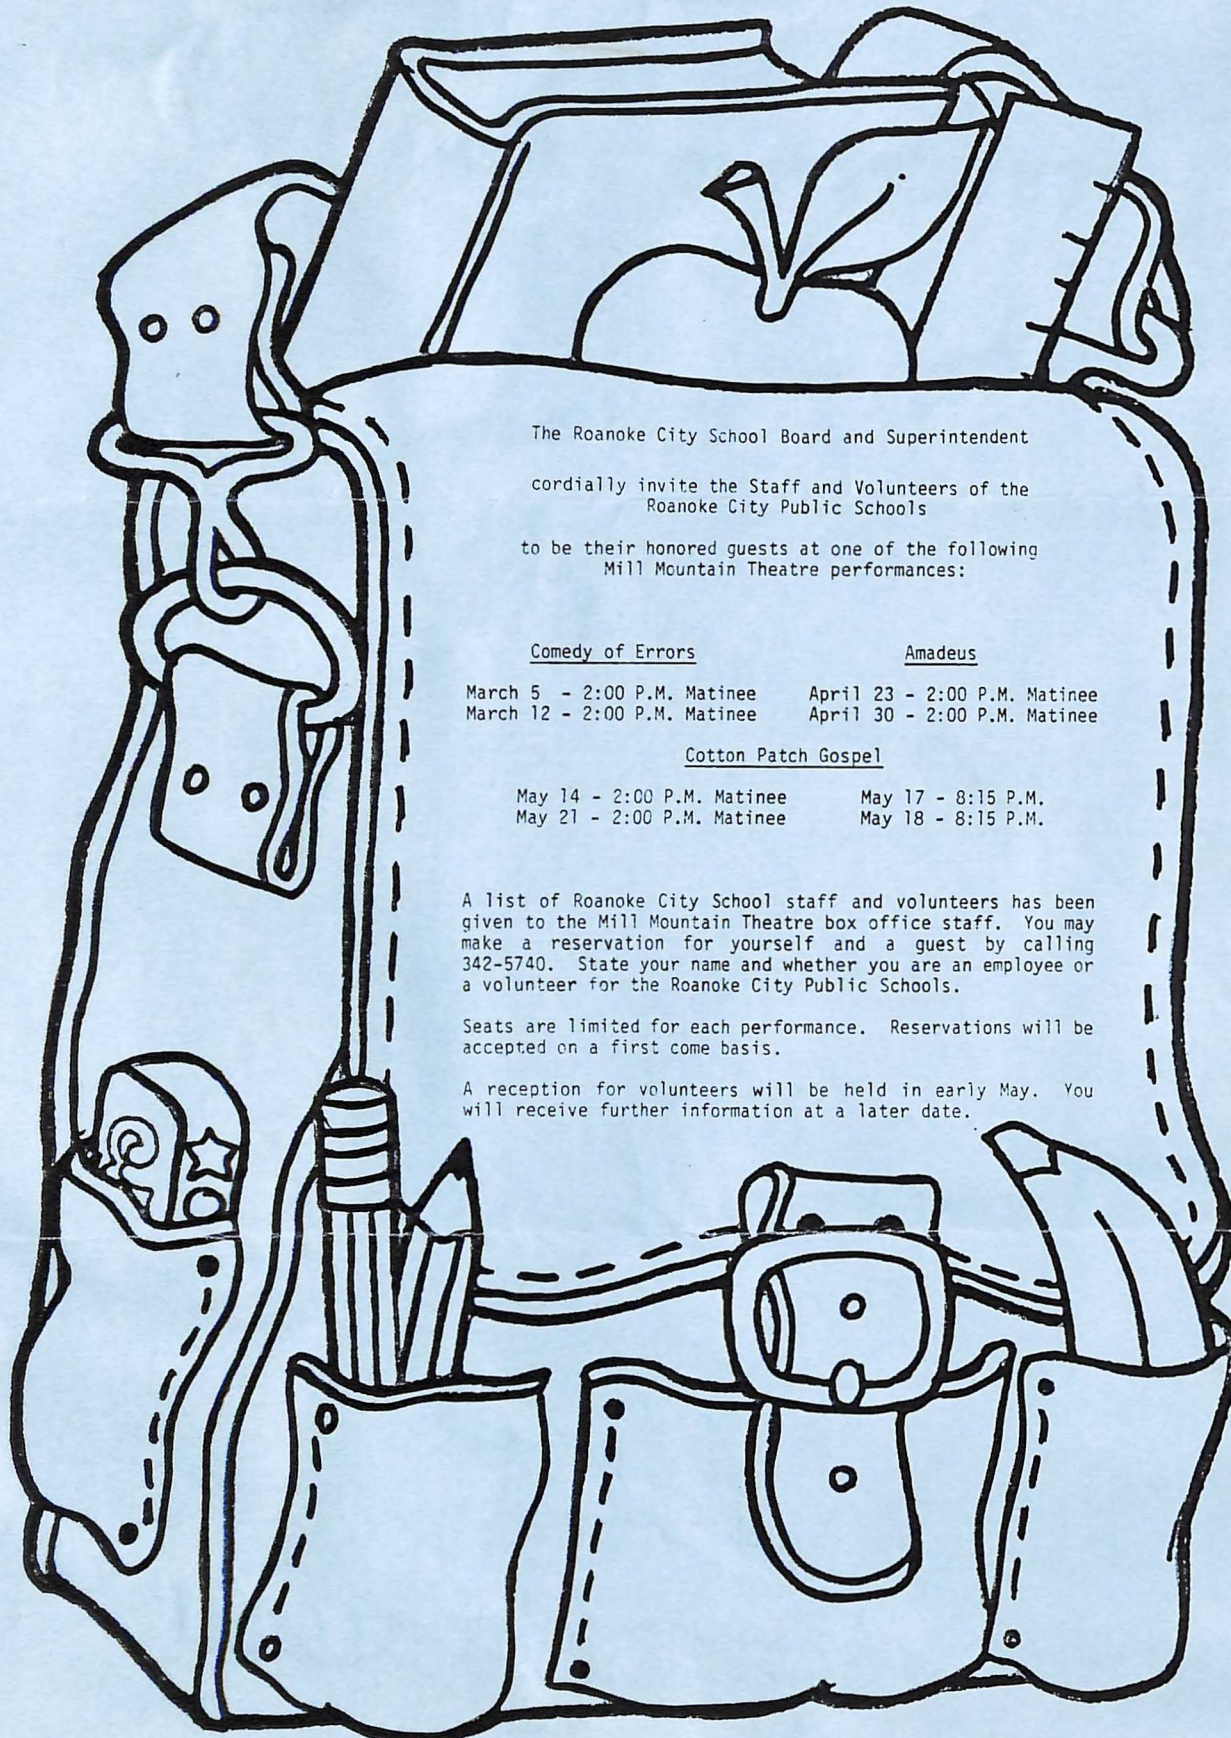 The Roanoke City School Board and Superintendent
cordially invite the Staff and Volunteers of the
Roanoke City Public Schools
to be their honored guests at one of the following
Mill Mountain Theatre performances:
Comedy of Errors
March 5 - 2:00 P.M. Matinee
March 12 - 2:00 P.M. Matinee
Amadeus
April 23 - 2:00 P.M. Matinee
April 30 - 2:00 P.M. Matinee
Cotton Patch Gospel
May 14 - 2:00 P.M. Matinee
May 21 - 2:00 P.M. Matinee
May 17 - 8:15 P.M.
May 18 - 8:15 P.M.
A list of Roanoke City School staff and volunteers has been
given to the Mill Mountain Theatre box office staff. You may
make a reservation for yourself and a guest by calling
342-5740. State your name and whether you are an employee or
a volunteer for the Roanoke City Public Schools.
Seats are limited for each performance. Reservations will be
accepted on a first come basis.
A reception for volunteers will be held in early May. You
will receive further information at a later date.